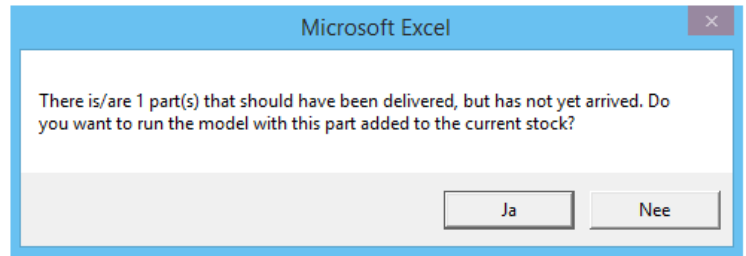 Microsoft Excel
There is/are 1 part(s) that should have been delivered, but has not yet arrived. Do
you want to run the model with this part added to the current stock?
Ja
Nee